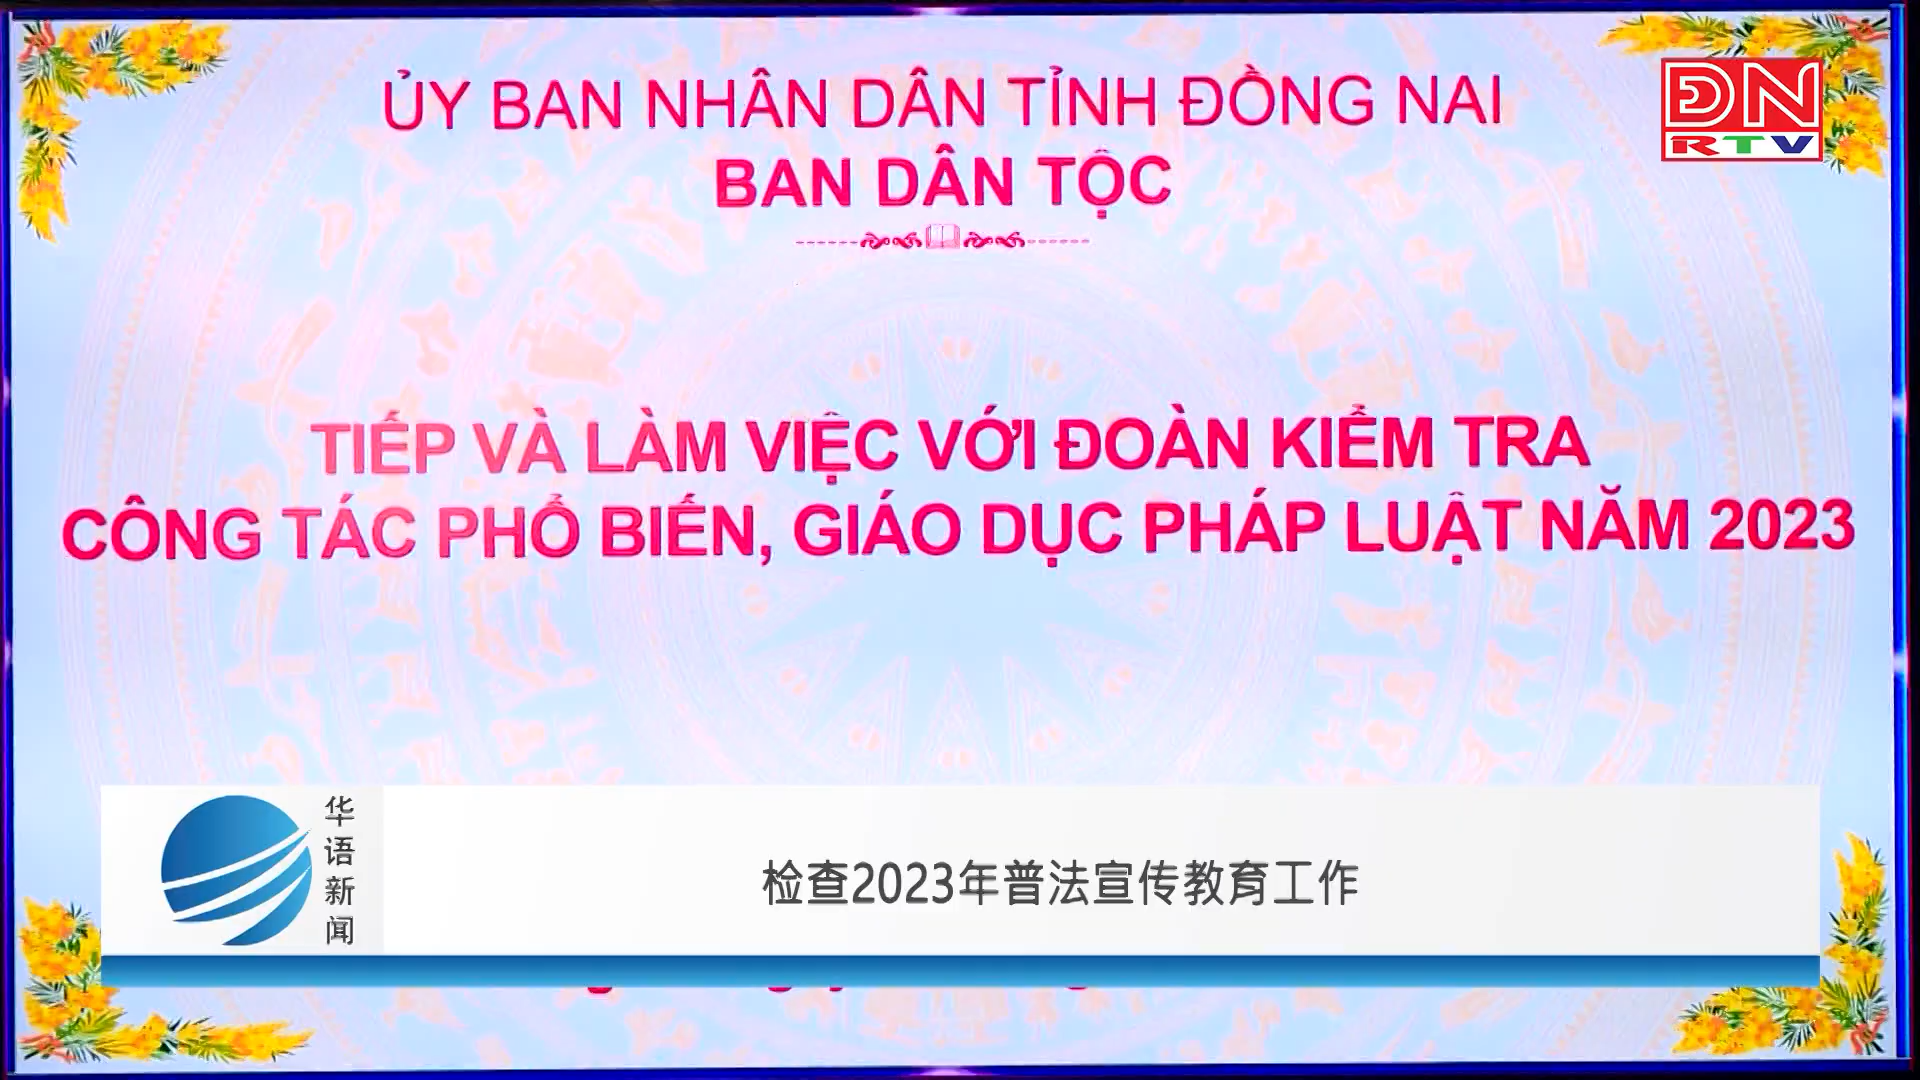 ỦY BAN NHÂN DÂN TỈNH ĐỒNG NAI
BAN DÂN TỘC
ĐN
RTV
TIẾP VÀ LÀM VIỆC VỚI ĐOÀN KIỂM TRA
CÔNG TÁC PHỔ BIẾN, GIÁO DỤC PHÁP LUẬT NĂM 2023
华语新闻
检查2023年普法宣传教育工作